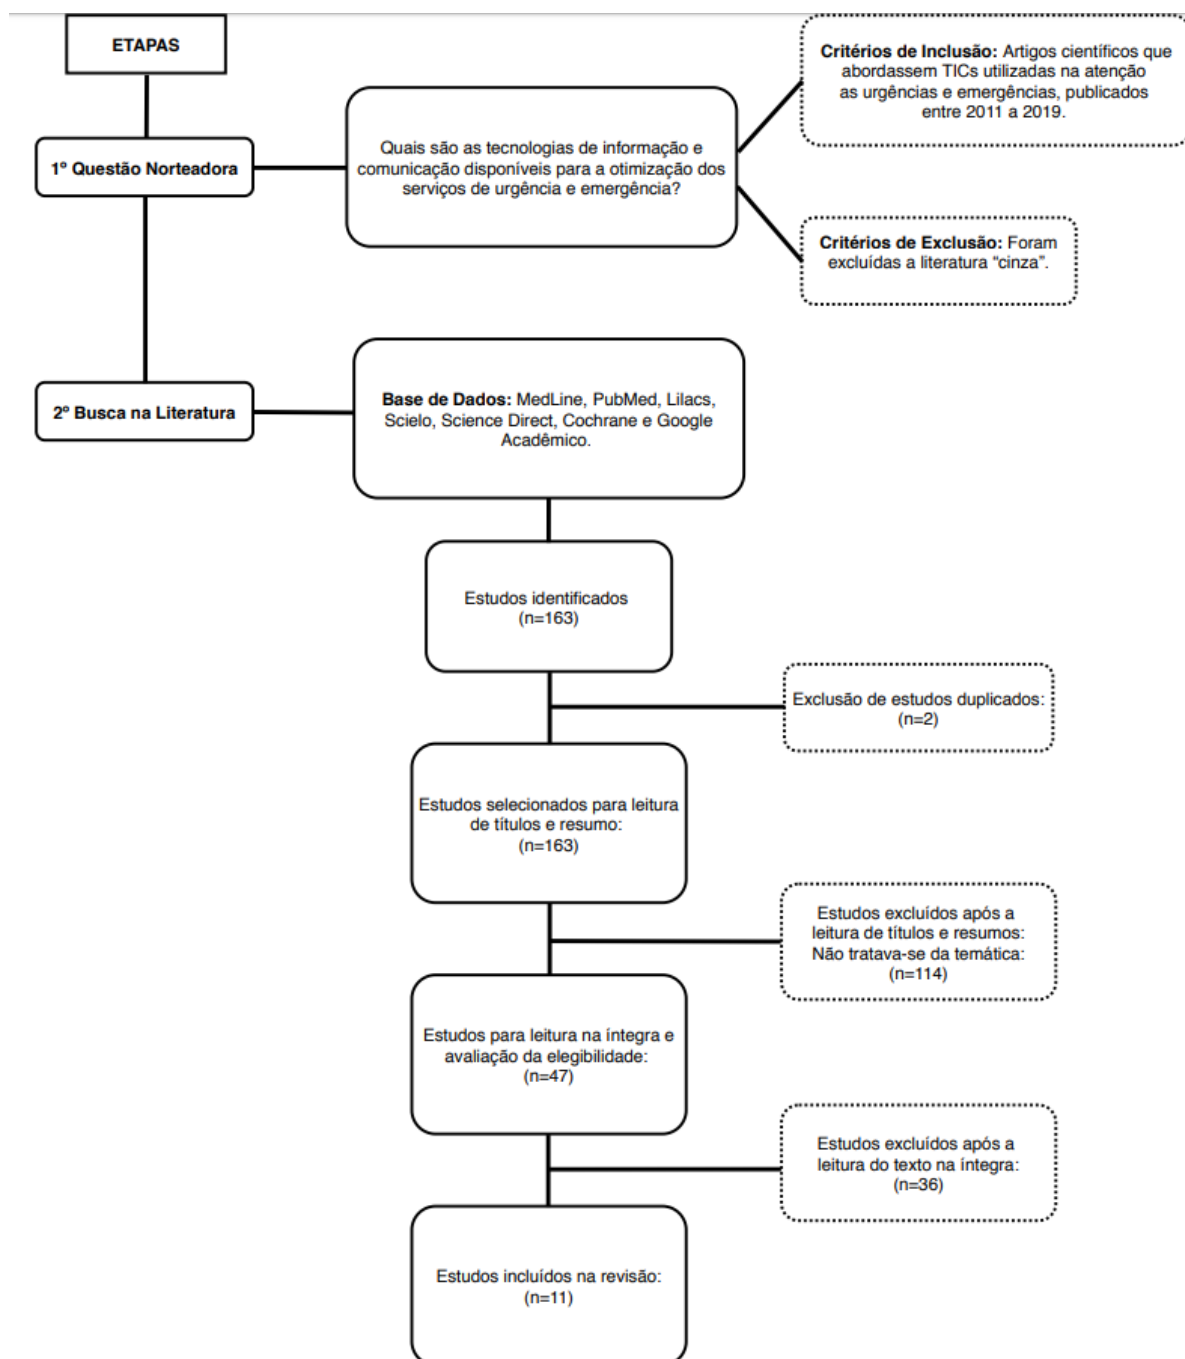 ETAPAS
1º Questão Norteadora
Quais são as tecnologias de informação e
comunicação disponíveis para a otimização dos
serviços de urgência e emergência?
Critérios de Inclusão: Artigos científicos que
abordassem TICs utilizadas na atenção
as urgências e emergências, publicados
entre 2011 a 2019.
Critérios de Exclusão: Foram
excluídas a literatura “cinza”.
2º Busca na Literatura
Base de Dados: MedLine, PubMed, Lilacs,
Scielo, Science Direct, Cochrane e Google
Acadêmico.
Estudos identificados
(n=163)
Exclusão de estudos duplicados:
(n=2)
Estudos selecionados para leitura
de títulos e resumo:
(n=163)
Estudos excluídos após a
leitura de títulos e resumos:
Não tratava-se da temática:
(n=114)
Estudos para leitura na íntegra e
avaliação da elegibilidade:
(n=47)
Estudos excluídos após a
leitura do texto na íntegra:
(n=36)
Estudos incluídos na revisão:
(n=11)